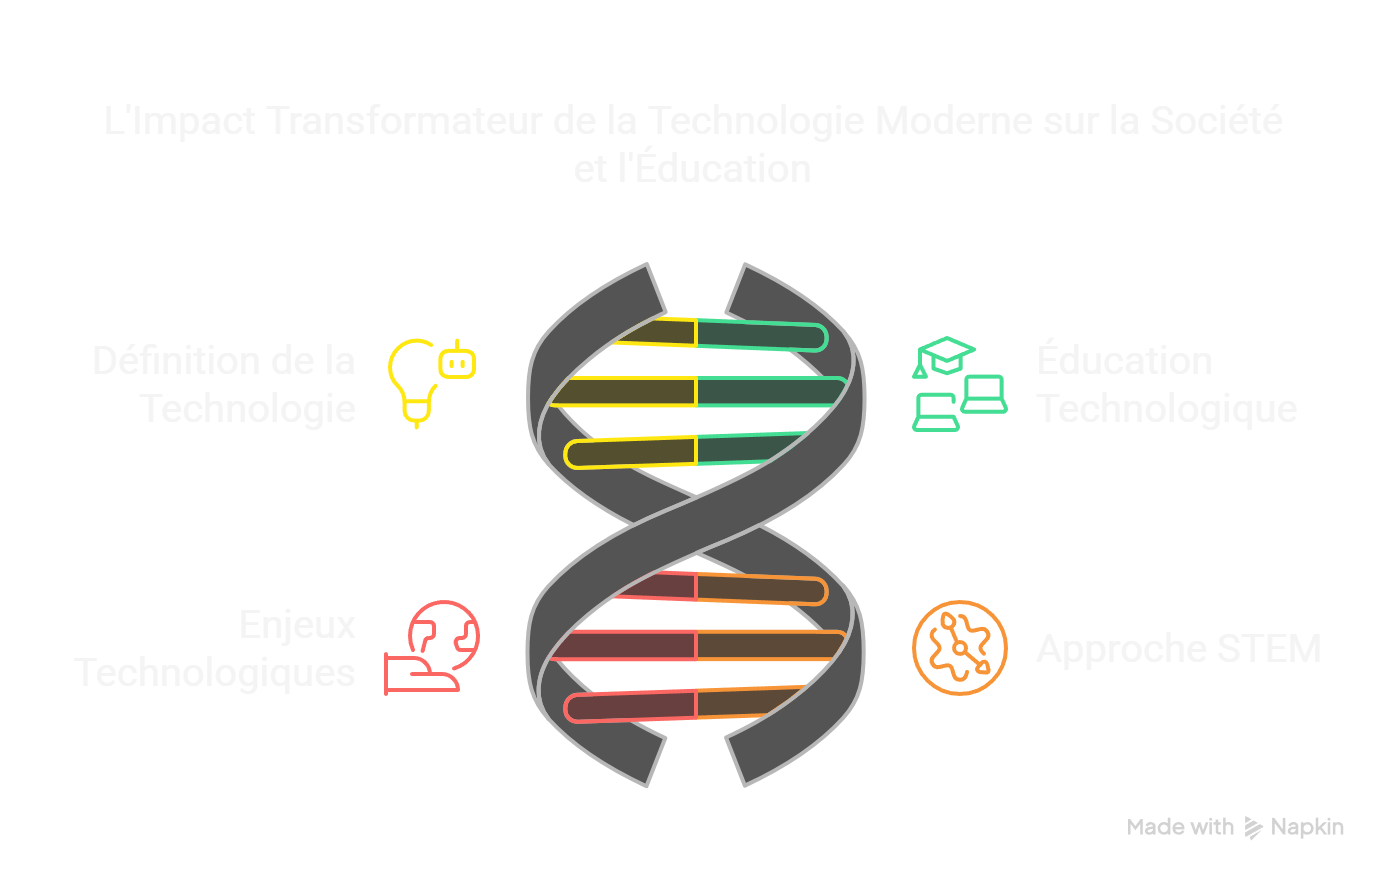 L'Impact Transformateur de la Technologie Moderne sur la Société
et l'Éducation
Définition de la
Technologie
Éducation
Technologique
Enjeux
Technologiques
Approche STEM
Made with Napkin